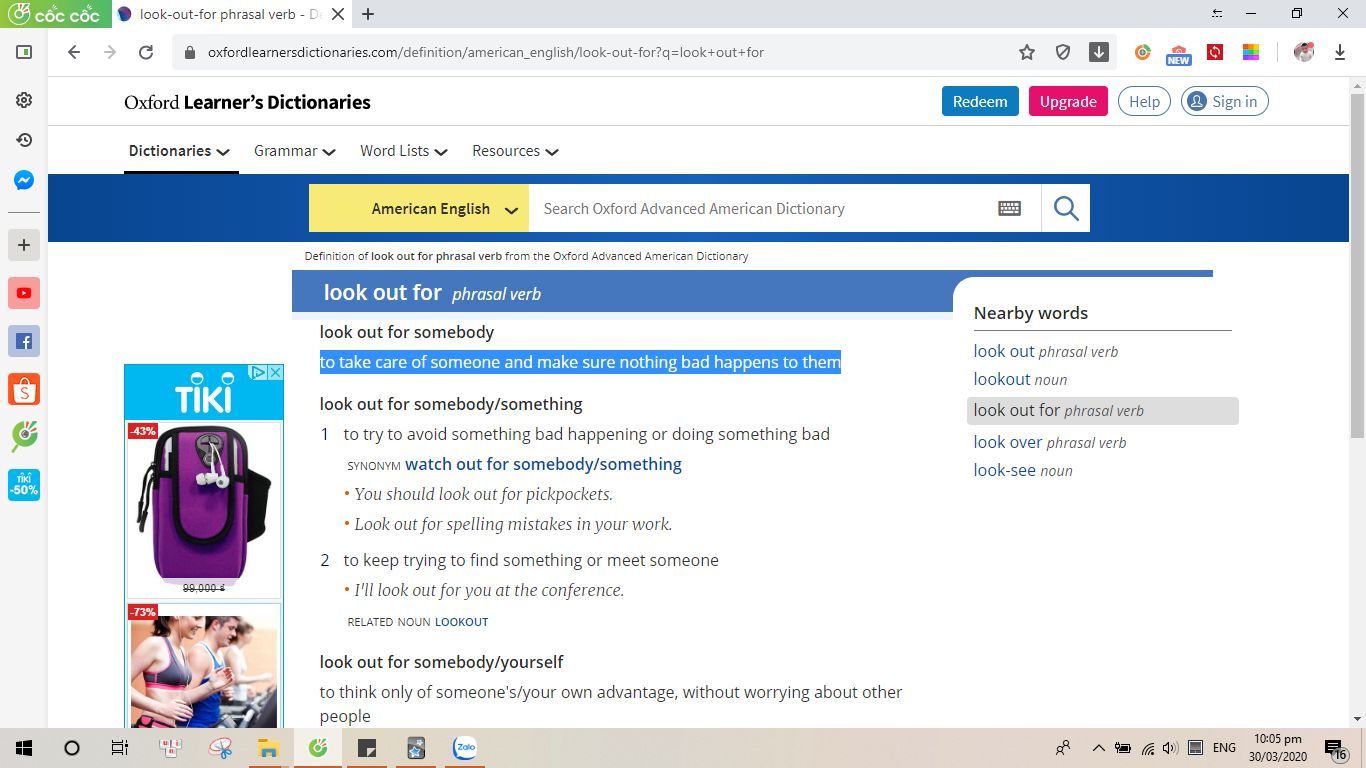 cốc cốc
look-out-for phrasal verb - De
oxfordlearnersdictionaries.com/definition/american_english/look-out-for?q=look+out+for
NEW
Oxford Learner's Dictionaries
Redeem
Upgrade
Help
Sign in
Dictionaries
Grammar
Word Lists
Resources
American English
Search Oxford Advanced American Dictionary
Definition of look out for phrasal verb from the Oxford Advanced American Dictionary
look out for phrasal verb
look out for somebody
to take care of someone and make sure nothing bad happens to them
look out for somebody/something
1 to try to avoid something bad happening or doing something bad
SYNONYM watch out for somebody/something
• You should look out for pickpockets.
• Look out for spelling mistakes in your work.
2 to keep trying to find something or meet someone
• I'll look out for you at the conference.
RELATED NOUN LOOKOUT
look out for somebody/yourself
to think only of someone's/your own advantage, without worrying about other
people
Nearby words
look out phrasal verb
lookout noun
look out for phrasal verb
look over phrasal verb
look-see noun
TIKI
-43%
99,000 ₫
-73%
TIKI
-50%
Zalo
ENG
10:05 pm
30/03/2020
16